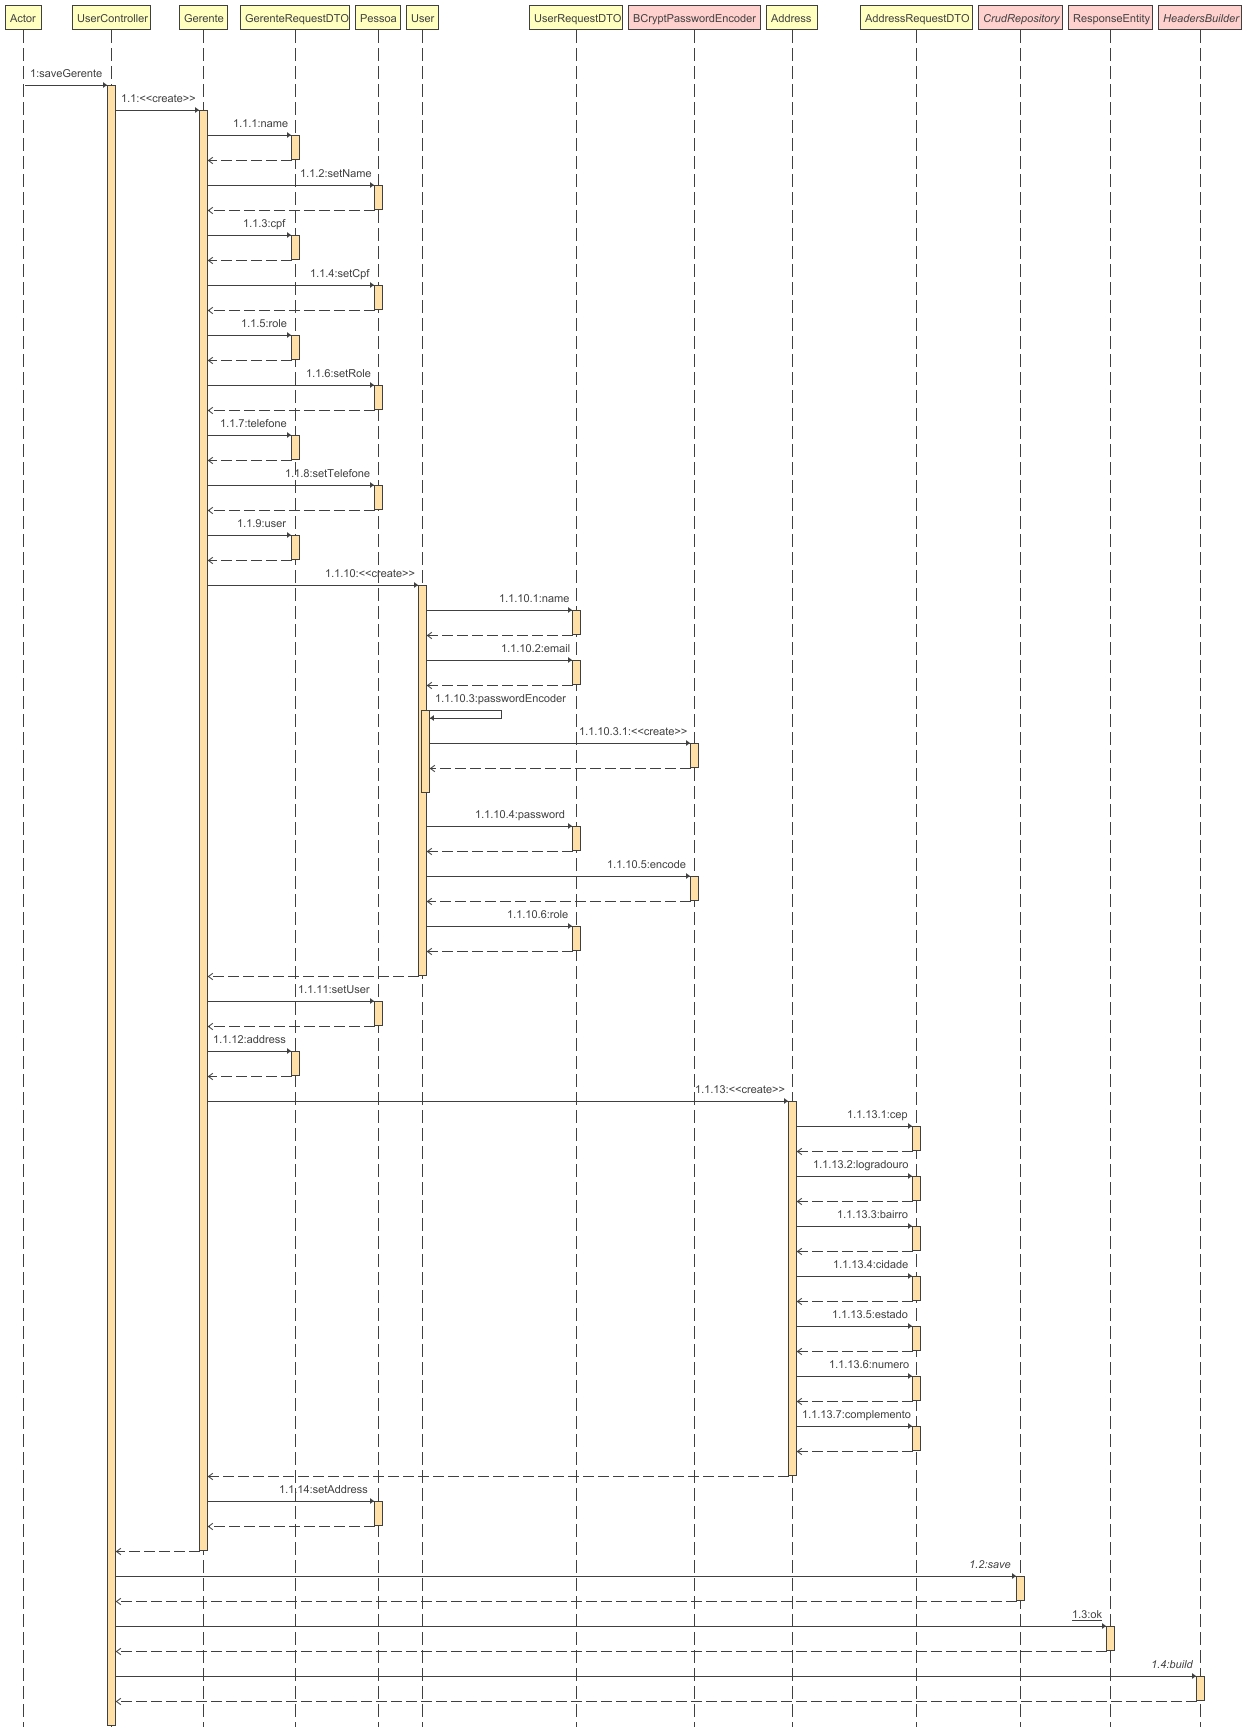 Actor UserController Gerente GerenteRequestDTO Pessoa User UserRequestDTO BCryptPasswordEncoder Address AddressRequestDTO CrudRepository ResponseEntity HeadersBuilder
1:saveGerente
1.1:<<create>>
1.1.1:name
1.1.2:setName
1.1.3:cpf
1.1.4:setCpf
1.1.5:role
1.1.6:setRole
1.1.7:telefone
1.1.8:setTelefone
1.1.9:user
1.1.10:<<create>>
1.1.10.1:name
1.1.10.2:email
1.1.10.3:passwordEncoder
1.1.10.3.1:<<create>>
1.1.10.4:password
1.1.10.5:encode
1.1.10.6:role
1.1.11:setUser
1.1.12:address
1.1.13:<<create>>
1.1.13.1:cep
1.1.13.2:logradouro
1.1.13.3:bairro
1.1.13.4:cidade
1.1.13.5:estado
1.1.13.6:numero
1.1.13.7:complemento
1.1.14:setAddress
1.2:save
1.3:ok
1.4:build